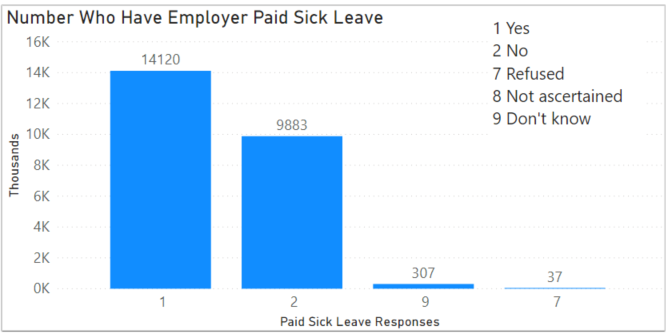 Number Who Have Employer Paid Sick Leave
1 Yes
2 No
7 Refused
8 Not ascertained
9 Don't know
16K
14K
12K
10K
8K
6K
4K
2K
0K
Thousands
14120
9883
307
37
1 2 9 7
Paid Sick Leave Responses